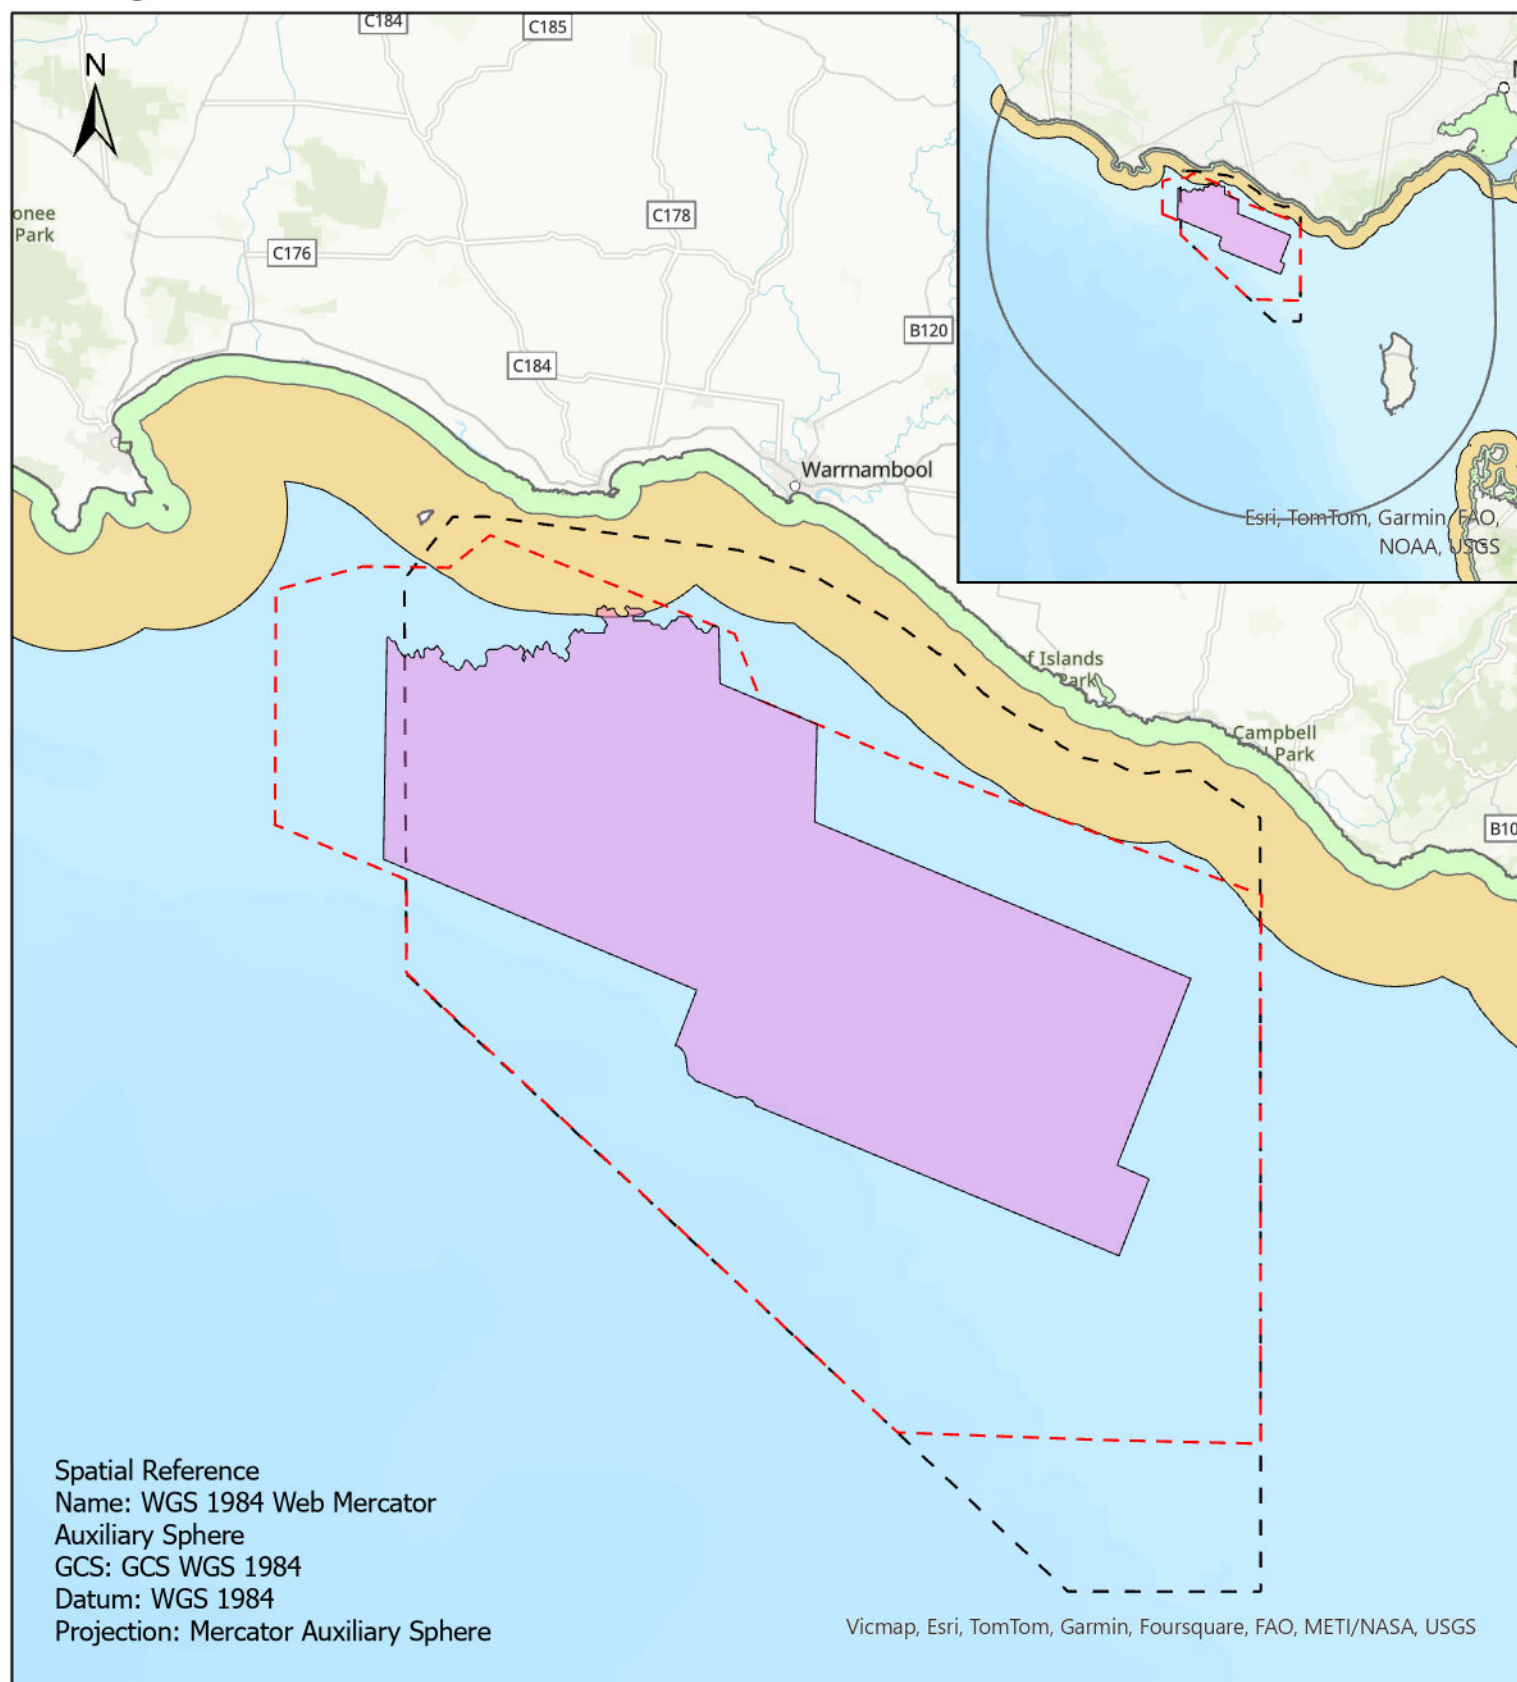 C184
C185
N
onee
Park
C178
C176
B120
C184
Warrnambool
Esri, TomTom, Garmin, FAO,
NOAA, USGS
f Islands
Park
Campbell
Park
B10
Spatial Reference
Name: WGS 1984 Web Mercator
Auxiliary Sphere
GCS: GCS WGS 1984
Datum: WGS 1984
Projection: Mercator Auxiliary Sphere
Vicmap, Esri, TomTom, Garmin, Foursquare, FAO, METI/NASA, USGS